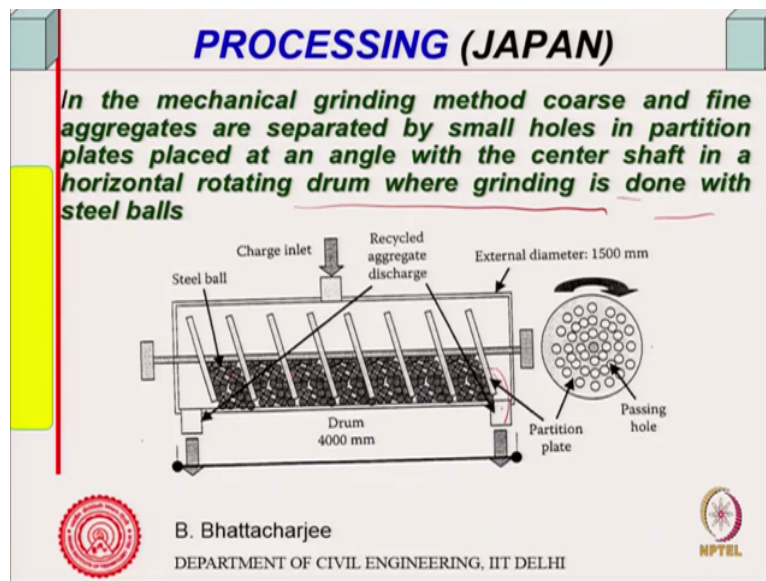 PROCESSING (JAPAN)
In the mechanical grinding method coarse and fine
aggregates are separated by small holes in partition
plates placed at an angle with the center shaft in a
horizontal rotating drum where grinding is done with
steel balls
Charge inlet
Recycled
aggregate
discharge
External diameter: 1500 mm
Steel ball
Drum
4000 mm
Partition
plate
Passing
hole
B. Bhattacharjee
DEPARTMENT OF CIVIL ENGINEERING, IIT DELHI
NPTEL